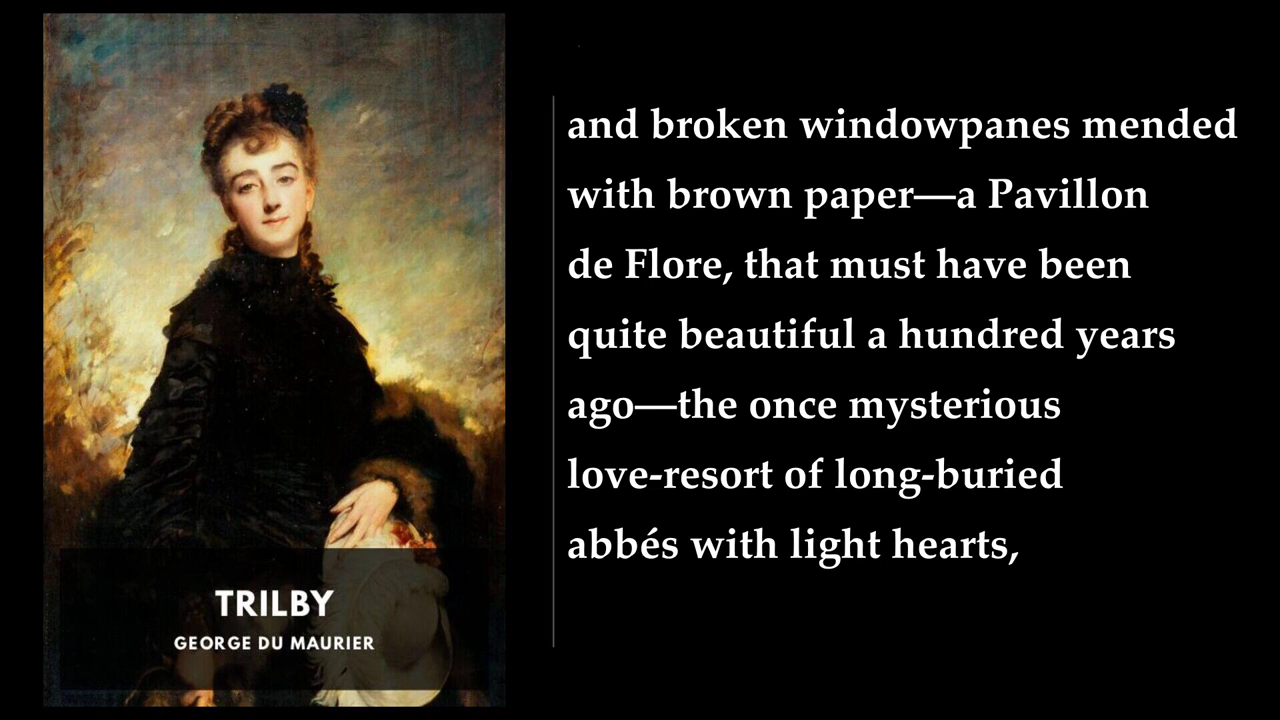 TRILBY
GEORGE DU MAURIER
and broken windowpanes mended
with brown paper—a Pavillon
de Flore, that must have been
quite beautiful a hundred years
ago—the once mysterious
love-resort of long-buried
abbés with light hearts,